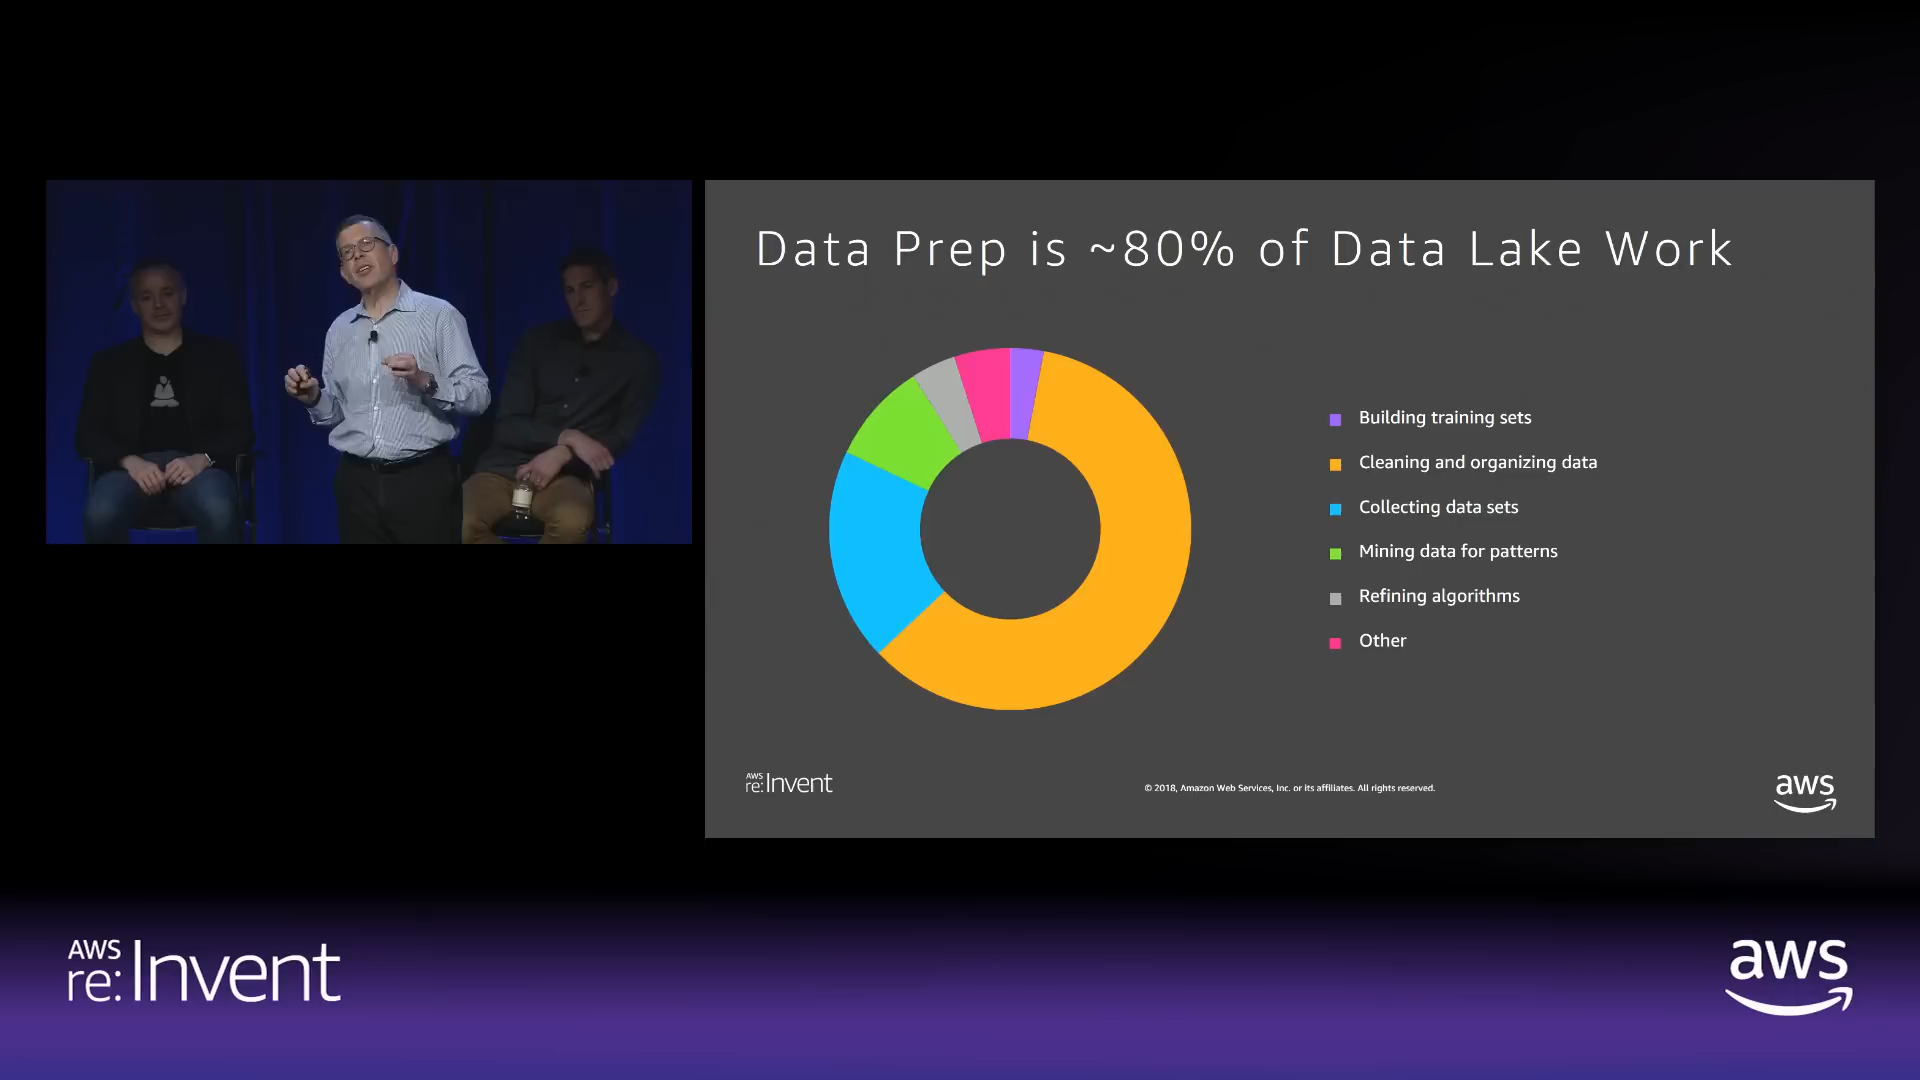 Data Prep is ~80% of Data Lake Work
Building training sets
Cleaning and organizing data
Collecting data sets
Mining data for patterns
Refining algorithms
Other
AWS
re:Invent
© 2018, Amazon Web Services, Inc. or its affiliates. All rights reserved.
aws
AWS
re:Invent
aws